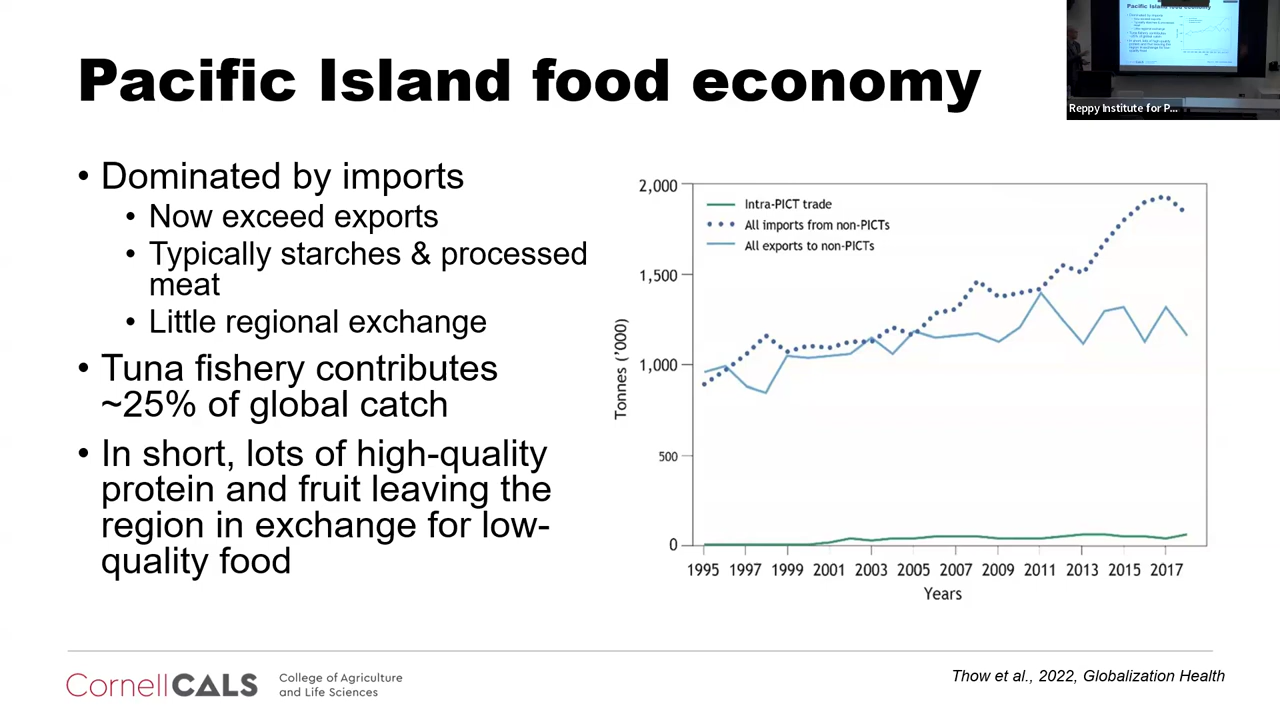 Pacific Island food economy
Reppy Institute for P...
• Dominated by imports
• Now exceed exports
• Typically starches & processed
meat
• Little regional exchange
• Tuna fishery contributes
~25% of global catch
• In short, lots of high-quality
protein and fruit leaving the
region in exchange for low-
quality food
2,000
1,500
1,000
500
0
Tonnes ('000)
Intra-PICT trade
All imports from non-PICTs
All exports to non-PICTs
1995 1997 1999 2001 2003 2005 2007 2009 2011 2013 2015 2017
Years
CornellCALS
College of Agriculture
and Life Sciences
Thow et al., 2022, Globalization Health